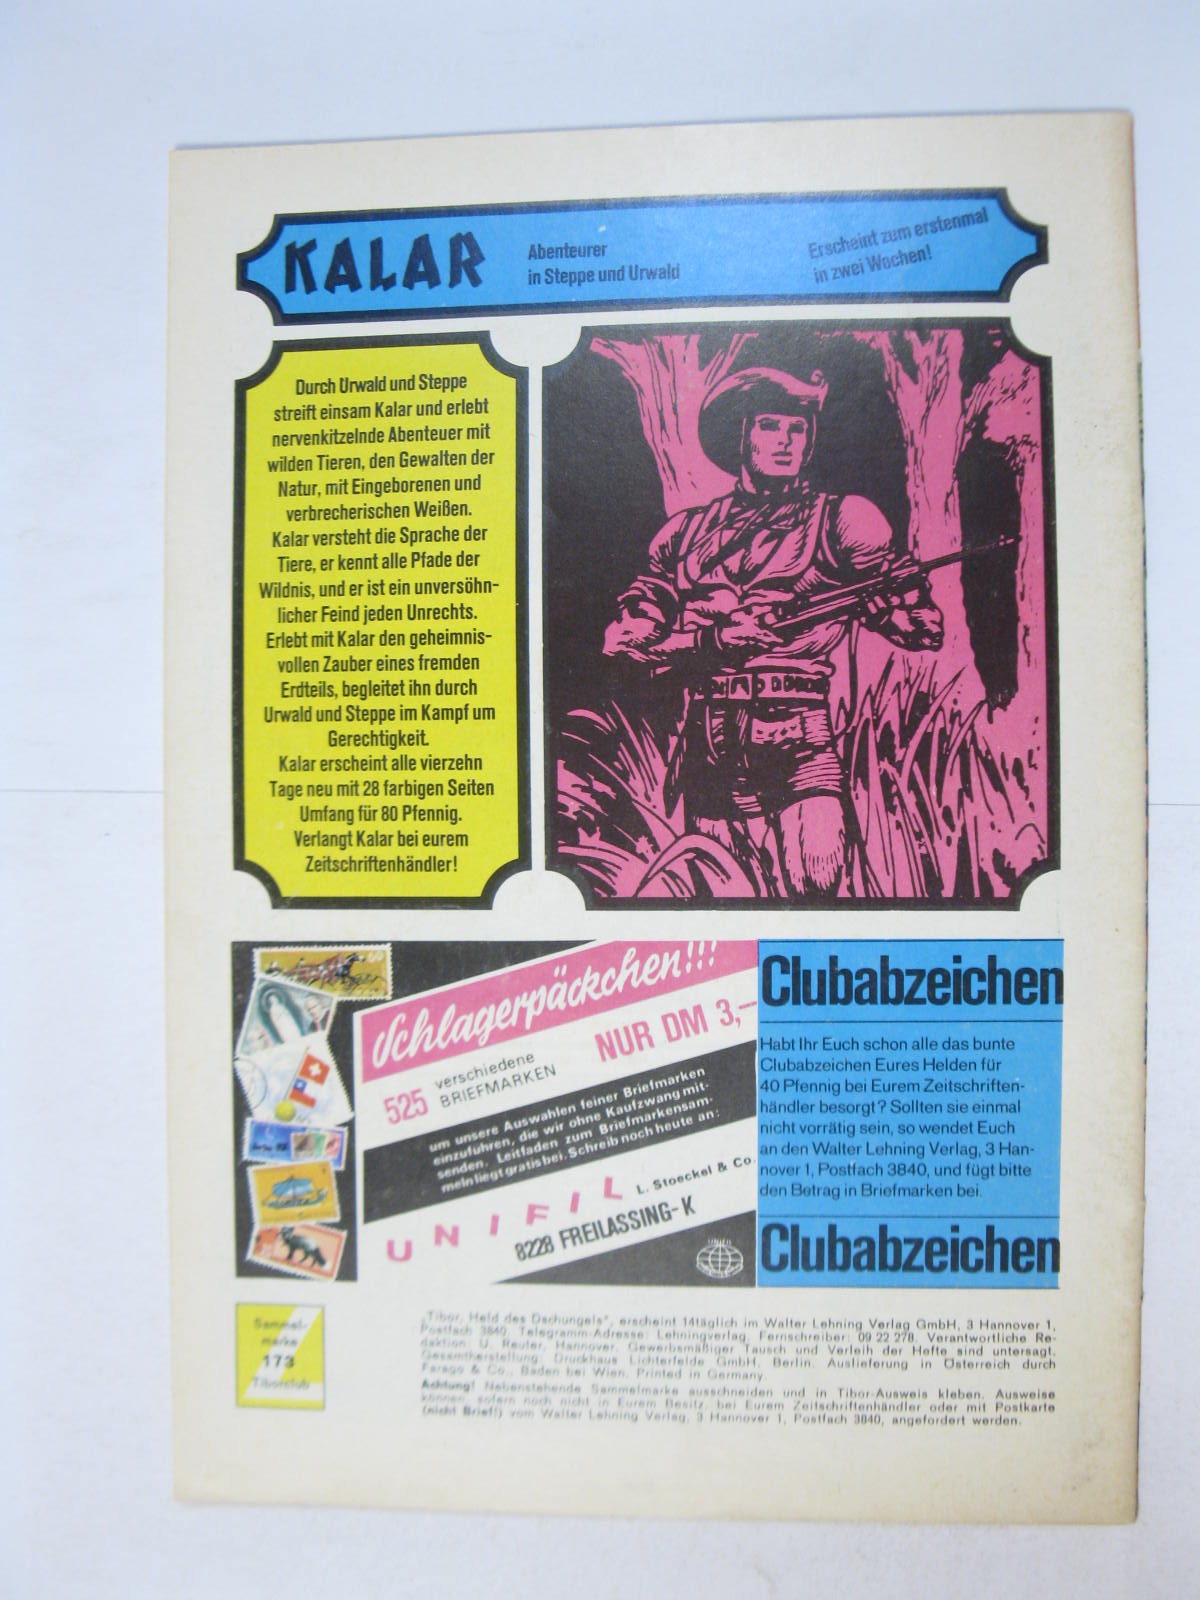 KALAR
Abenteurer
in Steppe und Urwald
Erscheint zum erstenmal
in zwei Wochen!
Durch Urwald und Steppe
streift einsam Kalar und erlebt
nervenkitzelnde Abenteuer mit
wilden Tieren, den Gewalten der
Natur, mit Eingeborenen und
verbrecherischen Weißen.
Kalar versteht die Sprache der
Tiere, er kennt alle Pfade der
Wildnis, und er ist ein unversöhn-
licher Feind jeden Unrechts.
Erlebt mit Kalar den geheimnis-
vollen Zauber eines fremden
Erdteils, begleitet ihn durch
Urwald und Steppe im Kampf um
Gerechtigkeit.
Kalar erscheint alle vierzehn
Tage neu mit 28 farbigen Seiten
Umfang für 80 Pfennig.
Verlangt Kalar bei eurem
Zeitschriftenhändler!
Schlagerpäckchen!!!
525 verschiedene
BRIEFMARKEN
NUR DM 3,—
um unsere Auswahlen feiner Briefmarken
einzuführen, die wir ohne Kaufzwang mit-
senden. Leitfaden zum Briefmarkensam-
meln liegt gratis bei. Schreib noch heute an:
UNIFIL L. Stoeckel & Co.
8228 FREILASSING-K
Clubabzeichen
Habt Ihr Euch schon alle das bunte
Clubabzeichen Eures Helden für
40 Pfennig bei Eurem Zeitschriften-
händler besorgt? Sollten sie einmal
nicht vorrätig sein, so wendet Euch
an den Walter Lehning Verlag, 3 Han-
nover 1, Postfach 3840, und fügt bitte
den Betrag in Briefmarken bei.
Clubabzeichen
Sammel-
marke
173
Tiborclub
„Tibor, Held des Dschungels", erscheint 14täglich im Walter Lehning Verlag GmbH, 3 Hannover 1,
Postfach 3840. Telegramm-Adresse: Lehningverlag. Fernschreiber: 09 22 278. Verantwortliche Re-
daktion: U. Reuter, Hannover. Gewerbsmäßiger Tausch und Verleih der Hefte sind untersagt.
Gesamtherstellung: Druckhaus Lichterfelde GmbH, Berlin. Auslieferung in Österreich durch
Farago & Co., Baden bei Wien. Printed in Germany.
Achtung! Nebenstehende Sammelmarke ausschneiden und in Tibor-Ausweis kleben. Ausweise
können, sofern noch nicht in Eurem Besitz, bei Eurem Zeitschriftenhändler oder mit Postkarte
(nicht Brief!) vom Walter Lehning Verlag, 3 Hannover 1, Postfach 3840, angefordert werden.